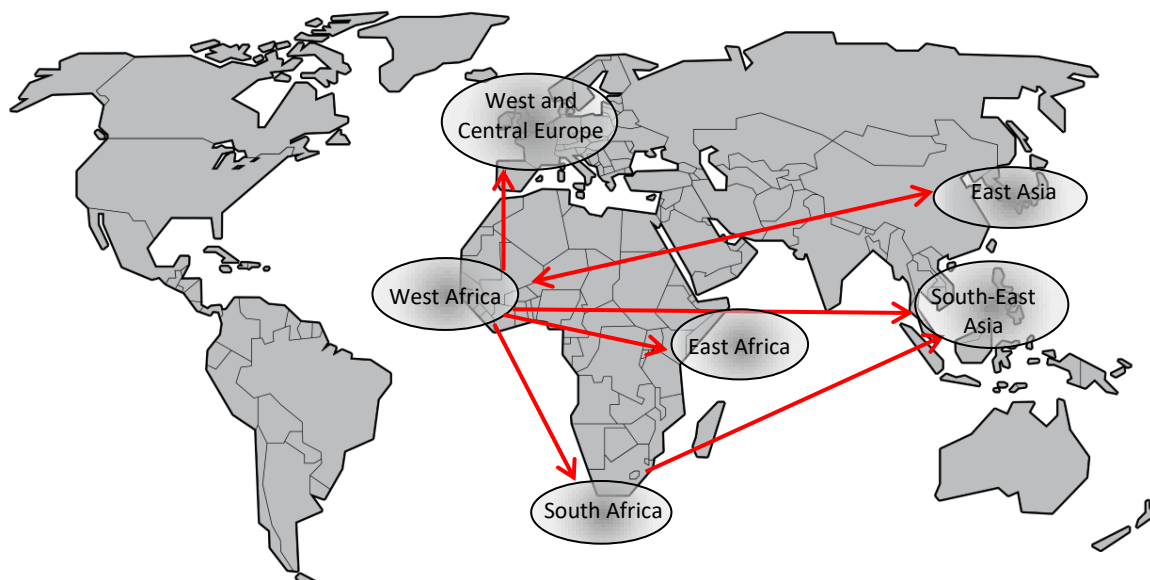 West and
Central Europe
East Asia
West Africa
South-East
Asia
East Africa
South Africa